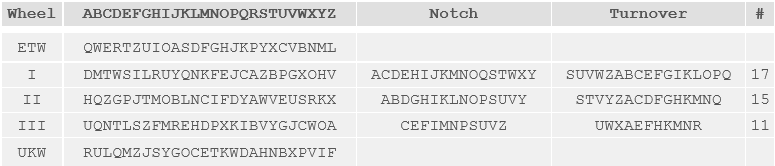 Wheel ABCDEFGHIJKLMNOPQRSTUVWXYZ Notch Turnover #
ETW QWERTZUIOASDFGHJKPYXCVBNML
I DMTWSILRUYQNKFEJCAZBPGXOHV ACDEHIJKMNOQSTWXY SUVWZABCEFGIKLOPQ 17
II HQZGPJTMOBLNCIFDYAWVEUSRKX ABDGHIKLNOPSUVY STVYZACDFGHKMNQ 15
III UQNTLSZFMREHDPXKIBVYGJCWOA CEFIMNPSUVZ UWXAEFHKMNR 11
UKW RULQMZJSYGOCETKWDAHNBXPVIF